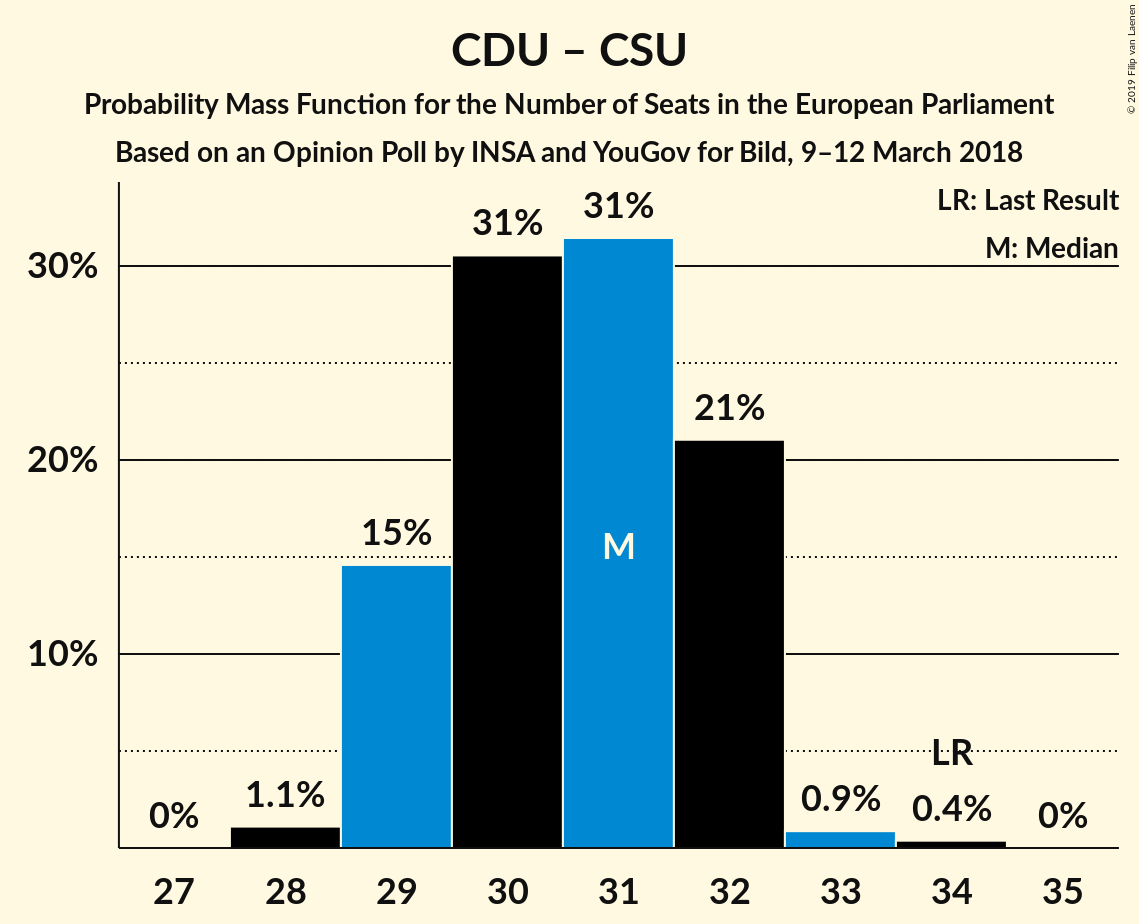 CDU – CSU
Probability Mass Function for the Number of Seats in the European Parliament
Based on an Opinion Poll by INSA and YouGov for Bild, 9–12 March 2018
© 2019 Filip van Laenen
LR: Last Result
M: Median
30%
20%
10%
0%
1.1%
15%
31%
31%
M
21%
0.9%
LR
0.4%
0%
27 28 29 30 31 32 33 34 35